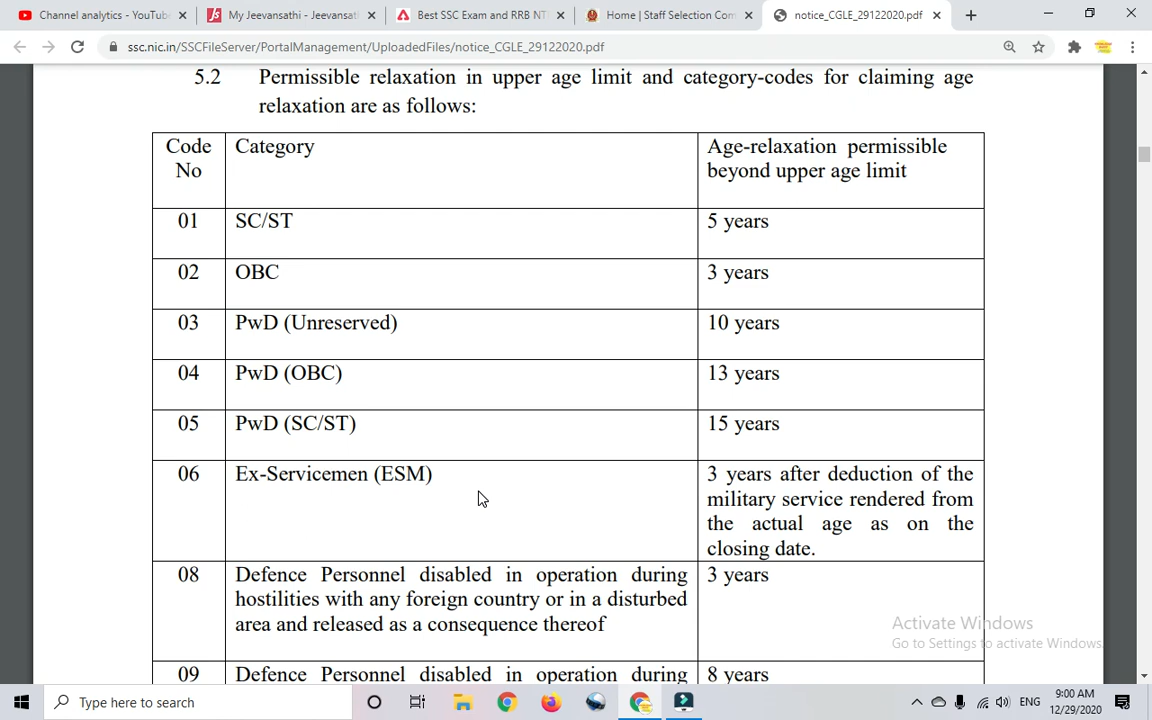 Channel analytics - YouTube
My Jeevansathi - Jeevansathi
Best SSC Exam and RRB NT
Home | Staff Selection Com
notice_CGLE_29122020.pdf
ssc.nic.in/SSCFileServer/PortalManagement/UploadedFiles/notice_CGLE_29122020.pdf
5.2 Permissible relaxation in upper age limit and category-codes for claiming age
relaxation are as follows:
Code Category Age-relaxation permissible
No beyond upper age limit
01 SC/ST 5 years
02 OBC 3 years
03 PwD (Unreserved) 10 years
04 PwD (OBC) 13 years
05 PwD (SC/ST) 15 years
06 Ex-Servicemen (ESM) 3 years after deduction of the
military service rendered from
the actual age as on the
closing date.
08 Defence Personnel disabled in operation during 3 years
hostilities with any foreign country or in a disturbed
area and released as a consequence thereof
09 Defence Personnel disabled in operation during 8 years
Activate Windows
Go to Settings to activate Windows.
Type here to search
ENG
9:00 AM
12/29/2020